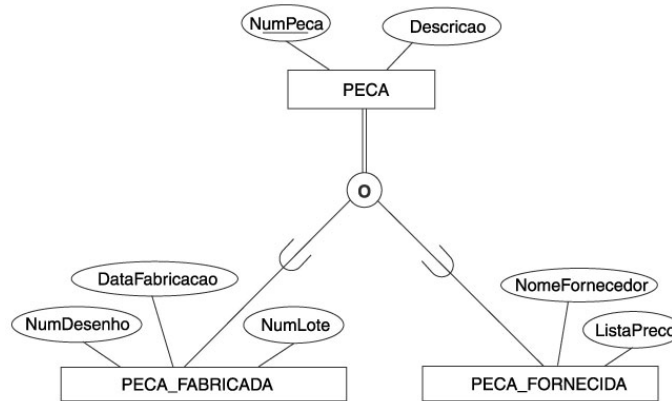 NumPeca
Descricao
PECA
O
DataFabricacao
NomeFornecedor
NumDesenho
NumLote
ListaPreco
PECA_FABRICADA
PECA_FORNECIDA